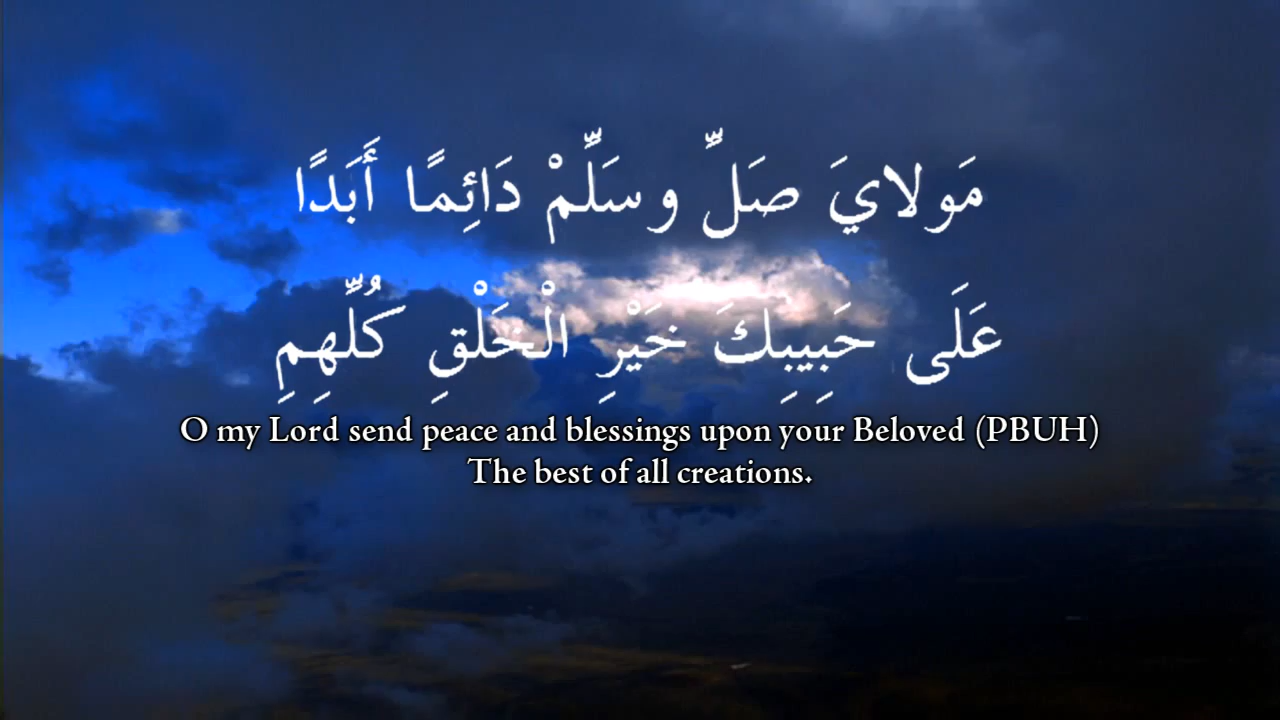 مَولايَ صَلِّ وسَلِّمْ دَائِمًا أَبَدًا
عَلَى حَبِيبِكَ خَيْرِ الْخَلْقِ كُلِّهِمِ
O my Lord send peace and blessings upon your Beloved (PBUH)
The best of all creations.